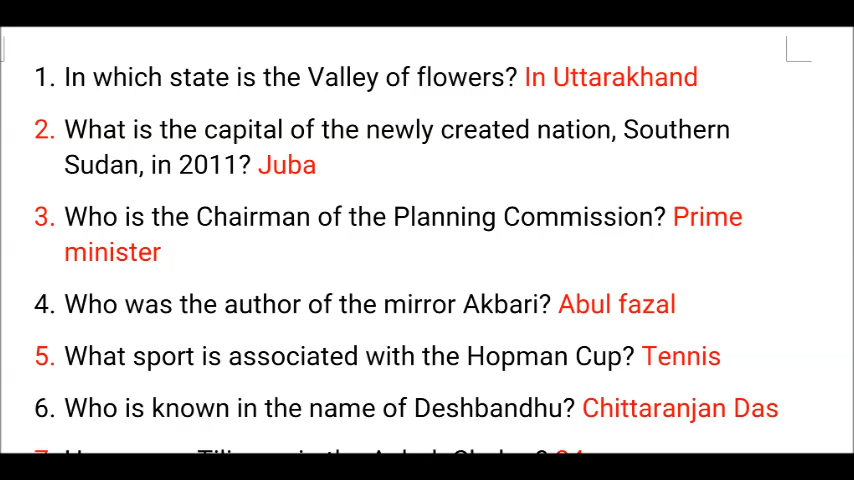 1. In which state is the Valley of flowers? In Uttarakhand
2. What is the capital of the newly created nation, Southern
Sudan, in 2011? Juba
3. Who is the Chairman of the Planning Commission? Prime
minister
4. Who was the author of the mirror Akbari? Abul fazal
5. What sport is associated with the Hopman Cup? Tennis
6. Who is known in the name of Deshbandhu? Chittaranjan Das